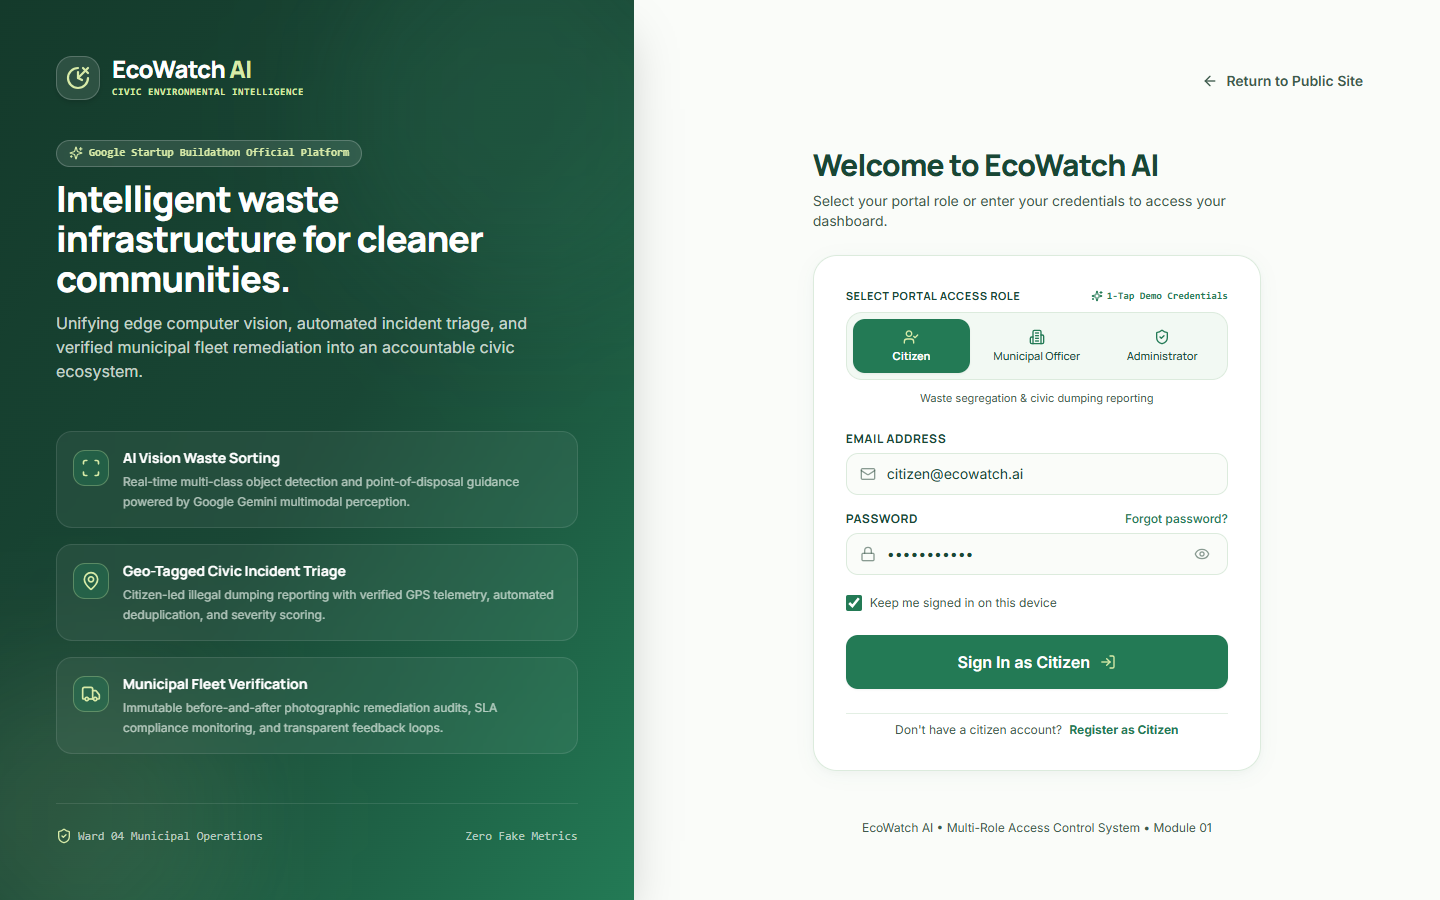 EcoWatch AI
CIVIC ENVIRONMENTAL INTELLIGENCE
Google Startup Buildathon Official Platform
Intelligent waste
infrastructure for cleaner
communities.
Unifying edge computer vision, automated incident triage, and
verified municipal fleet remediation into an accountable civic
ecosystem.
AI Vision Waste Sorting
Real-time multi-class object detection and point-of-disposal guidance
powered by Google Gemini multimodal perception.
Geo-Tagged Civic Incident Triage
Citizen-led illegal dumping reporting with verified GPS telemetry, automated
deduplication, and severity scoring.
Municipal Fleet Verification
Immutable before-and-after photographic remediation audits, SLA
compliance monitoring, and transparent feedback loops.
Ward 04 Municipal Operations
Zero Fake Metrics
Return to Public Site
Welcome to EcoWatch AI
Select your portal role or enter your credentials to access your
dashboard.
SELECT PORTAL ACCESS ROLE
1-Tap Demo Credentials
Citizen
Municipal Officer
Administrator
Waste segregation & civic dumping reporting
EMAIL ADDRESS
citizen@ecowatch.ai
PASSWORD
Forgot password?
•••••••••••
Keep me signed in on this device
Sign In as Citizen
Don't have a citizen account? Register as Citizen
EcoWatch AI • Multi-Role Access Control System • Module 01